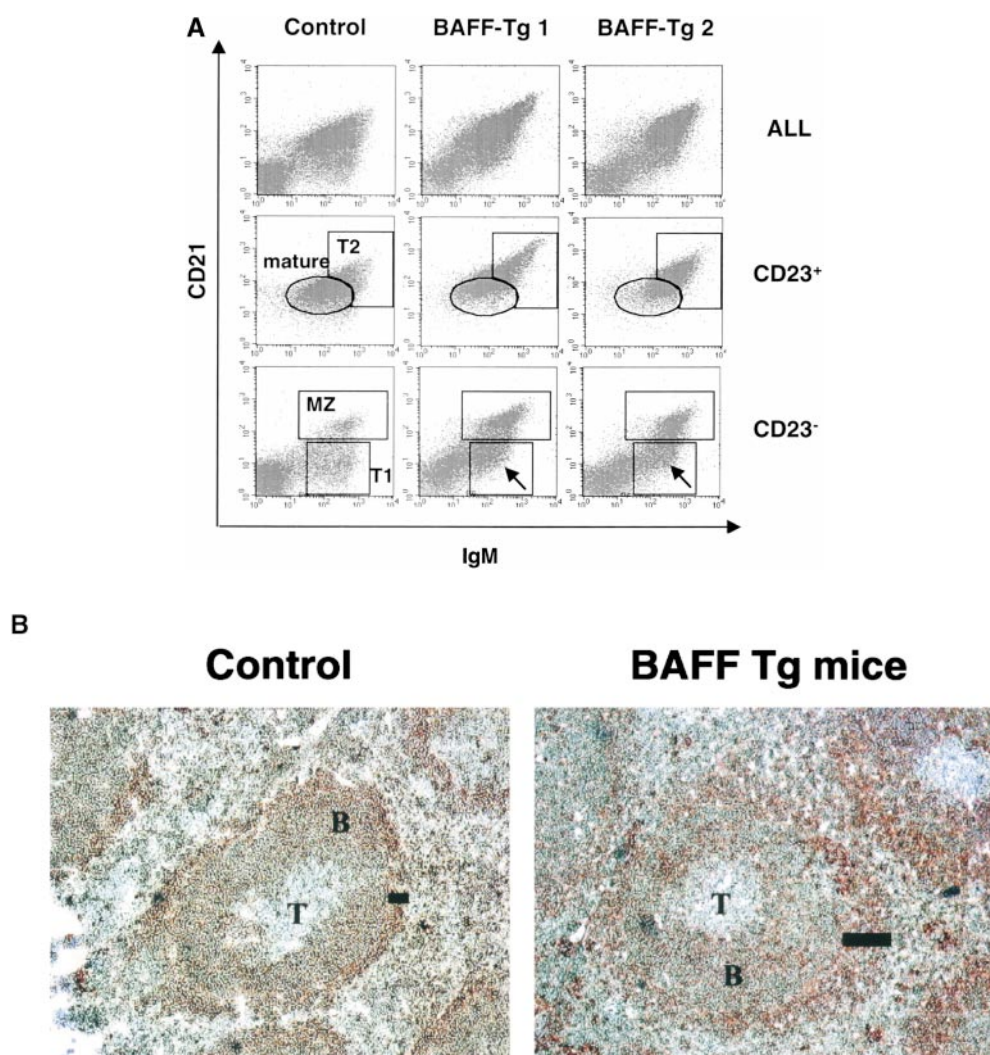 A
Control BAFF-Tg 1 BAFF-Tg 2
ALL
CD21
mature T2
CD23⁺
MZ
T1
CD23⁻
IgM
B
Control BAFF Tg mice
B
T
T
B